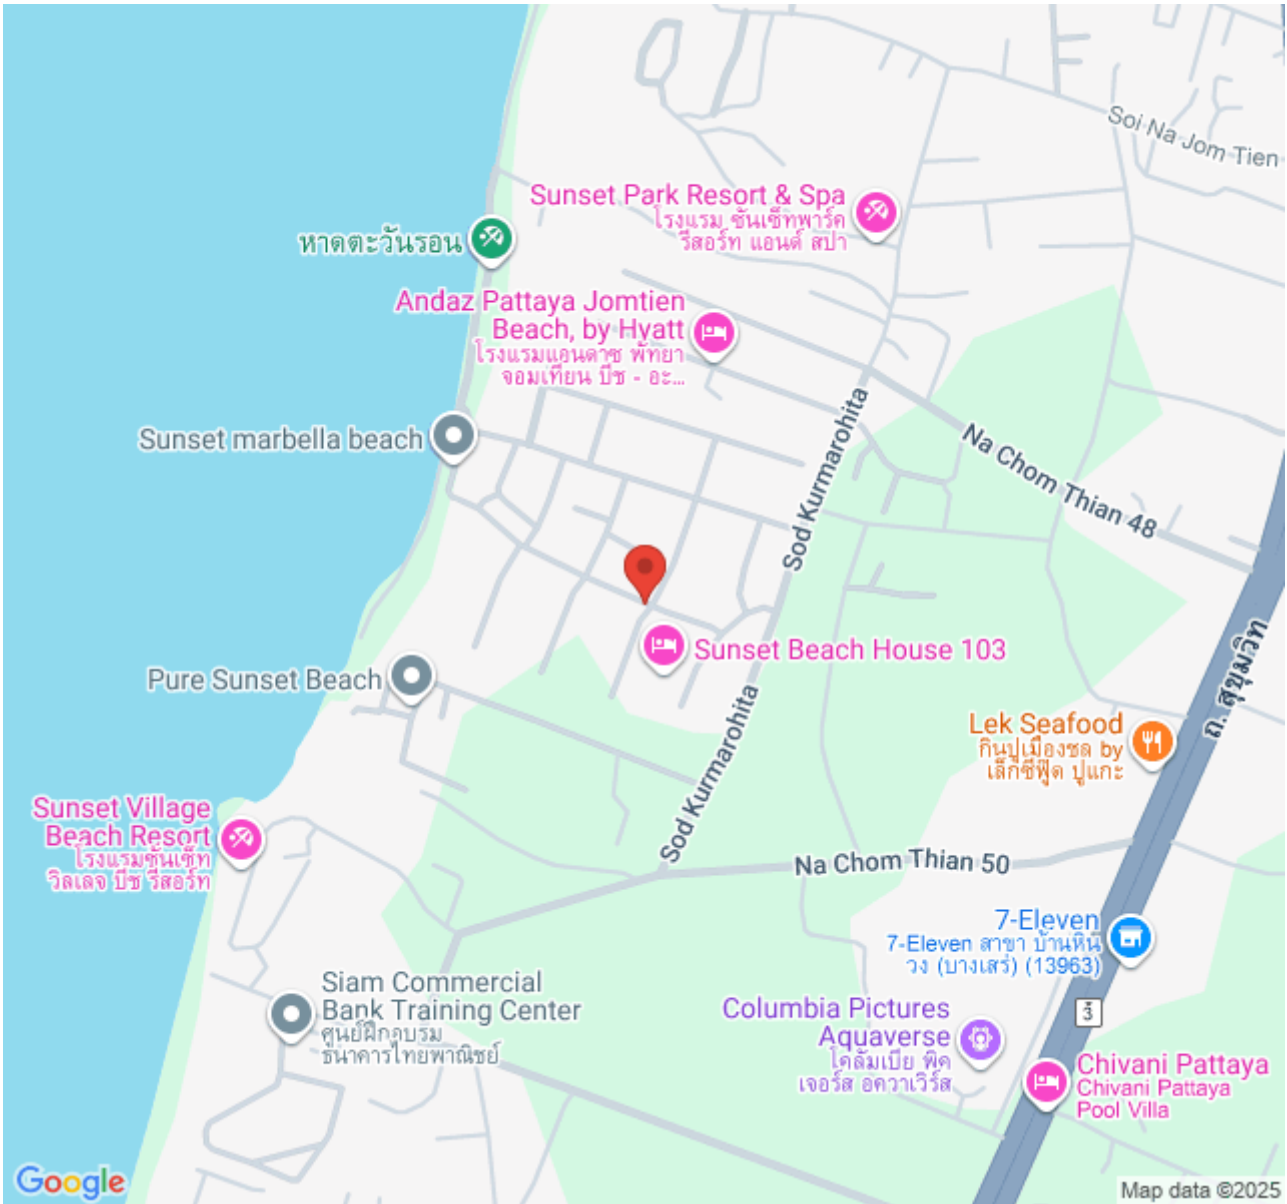 Soi Na Jom Tien
Sunset Park Resort & Spa
โรงแรม ซันเซ็ทพาร์ค
รีสอร์ท แอนด์ สปา
หาดตะวันรอน
Andaz Pattaya Jomtien
Beach, by Hyatt
โรงแรมแอนดาซ พัทยา
จอมเทียน บีช - อะ...
Sod Kurmarohita
Na Chom Thian 48
Sunset marbella beach
Sunset Beach House 103
Pure Sunset Beach
ถ. สุขุมวิท
Lek Seafood
กินปูเมืองชล by
เล็กซีฟู๊ด ปูแกะ
Sod Kurmarohita
Sunset Village
Beach Resort
โรงแรมซันเซ็ท
วิลเลจ บีช รีสอร์ท
Na Chom Thian 50
7-Eleven
7-Eleven สาขา บ้านหิน
วง (บางเสร่) (13963)
Siam Commercial
Bank Training Center
ศูนย์ฝึกอบรม
ธนาคารไทยพาณิชย์
Columbia Pictures
Aquaverse
โคลัมเบีย พิค
เจอร์ส อควาเวิร์ส
3
Chivani Pattaya
Chivani Pattaya
Pool Villa
Google
Map data ©2025